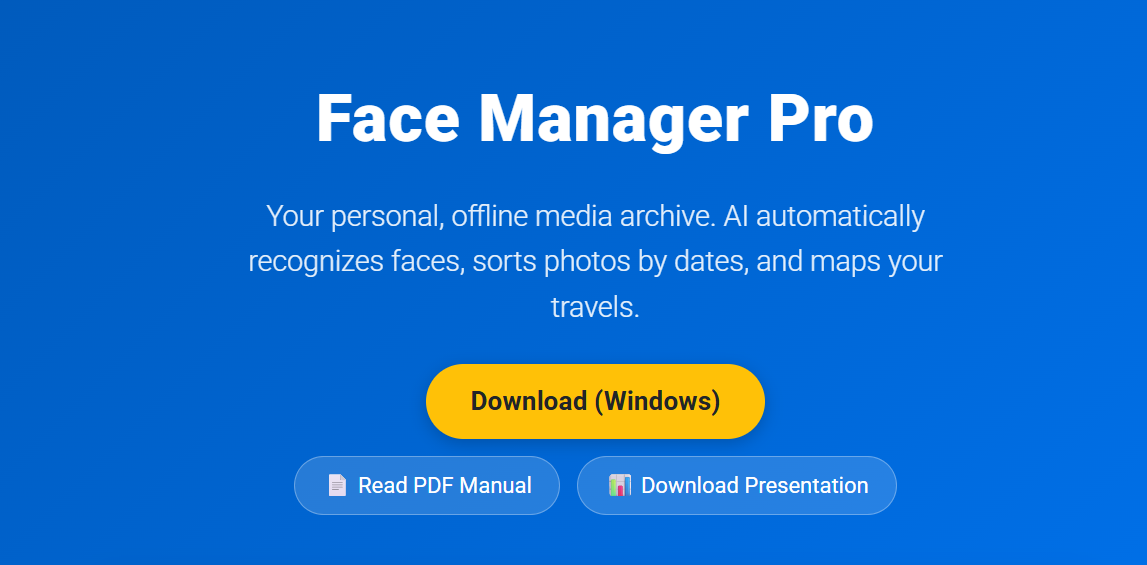 Face Manager Pro
Your personal, offline media archive. AI automatically
recognizes faces, sorts photos by dates, and maps your
travels.
Download (Windows)
Read PDF Manual
Download Presentation